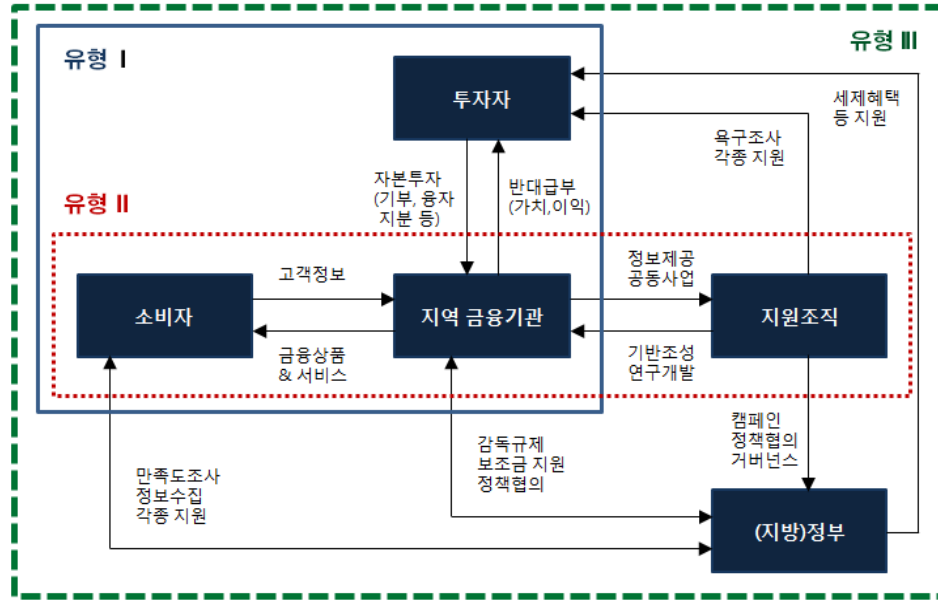 유형 I
유형 III
투자자
세제혜택
등 지원
욕구조사
각종 지원
자본투자
(기부, 융자
지분 등)
반대급부
(가치,이익)
유형 II
고객정보
정보제공
공동사업
소비자
지역 금융기관
지원조직
금융상품
& 서비스
기반조성
연구개발
만족도조사
정보수집
각종 지원
감독규제
보조금 지원
정책협의
캠페인
정책협의
거버넌스
(지방)정부